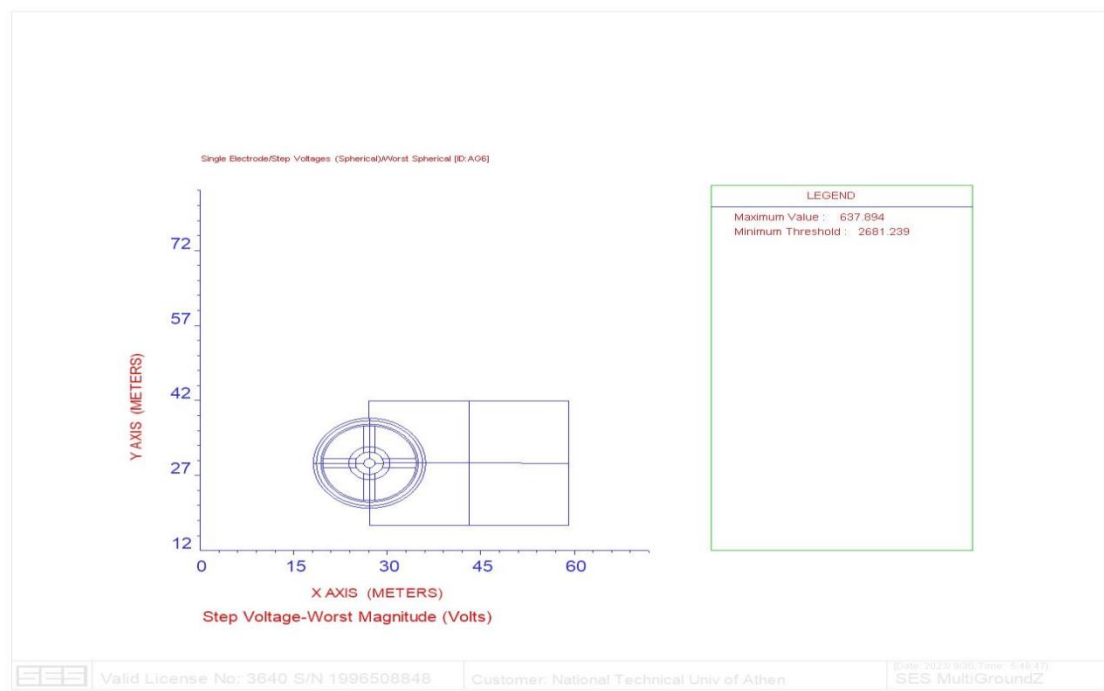 Single Electrode/Step Voltages (Spherical)/Worst Spherical [ID:AG6]
LEGEND
Maximum Value : 637.894
Minimum Threshold : 2681.239
72
57
42
27
12
Y AXIS (METERS)
0 15 30 45 60
X AXIS (METERS)
Step Voltage-Worst Magnitude (Volts)
SES
Valid License No: 3640 S/N 1996508848
Customer: National Technical Univ of Athen
SES MultiGroundZ